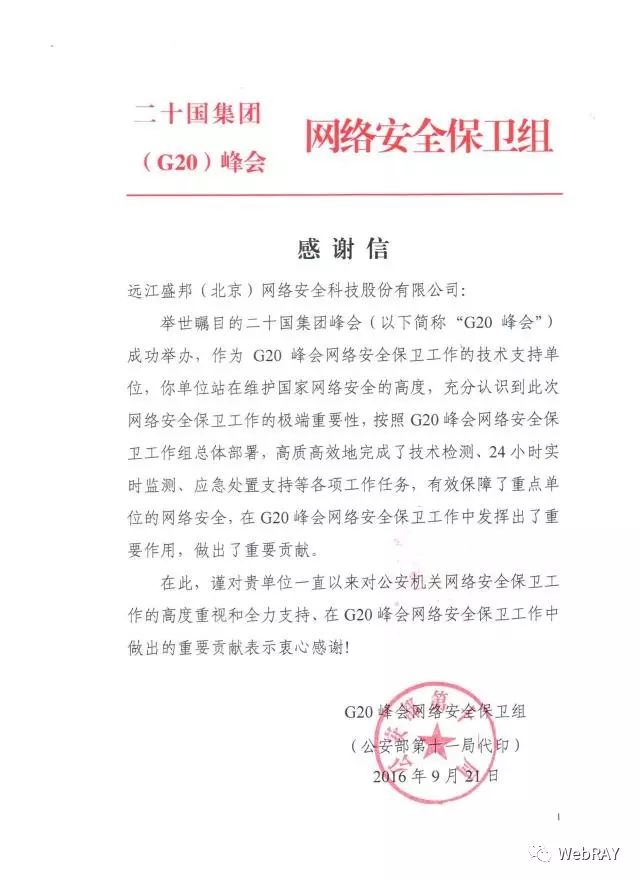 二十国集团
（G20）峰会
网络安全保卫组
感谢信
远江盛邦（北京）网络安全科技股份有限公司：
举世瞩目的二十国集团峰会（以下简称“G20 峰会”）
成功举办，作为 G20 峰会网络安全保卫工作的技术支持单
位，你单位站在维护国家网络安全的高度，充分认识到此次
网络安全保卫工作的极端重要性，按照 G20 峰会网络安全保
卫工作组总体部署，高质高效地完成了技术检测、24 小时实
时监测、应急处置支持等各项工作任务，有效保障了重点单
位的网络安全，在 G20 峰会网络安全保卫工作中发挥出了重
要作用，做出了重要贡献。
在此，谨对贵单位一直以来对公安机关网络安全保卫工
作的高度重视和全力支持、在 G20 峰会网络安全保卫工作中
做出的重要贡献表示衷心感谢!
G20 峰会网络安全保卫组
（公安部第十一局代印）
2016 年 9 月 21 日
公安部第十一局
1
WebRAY